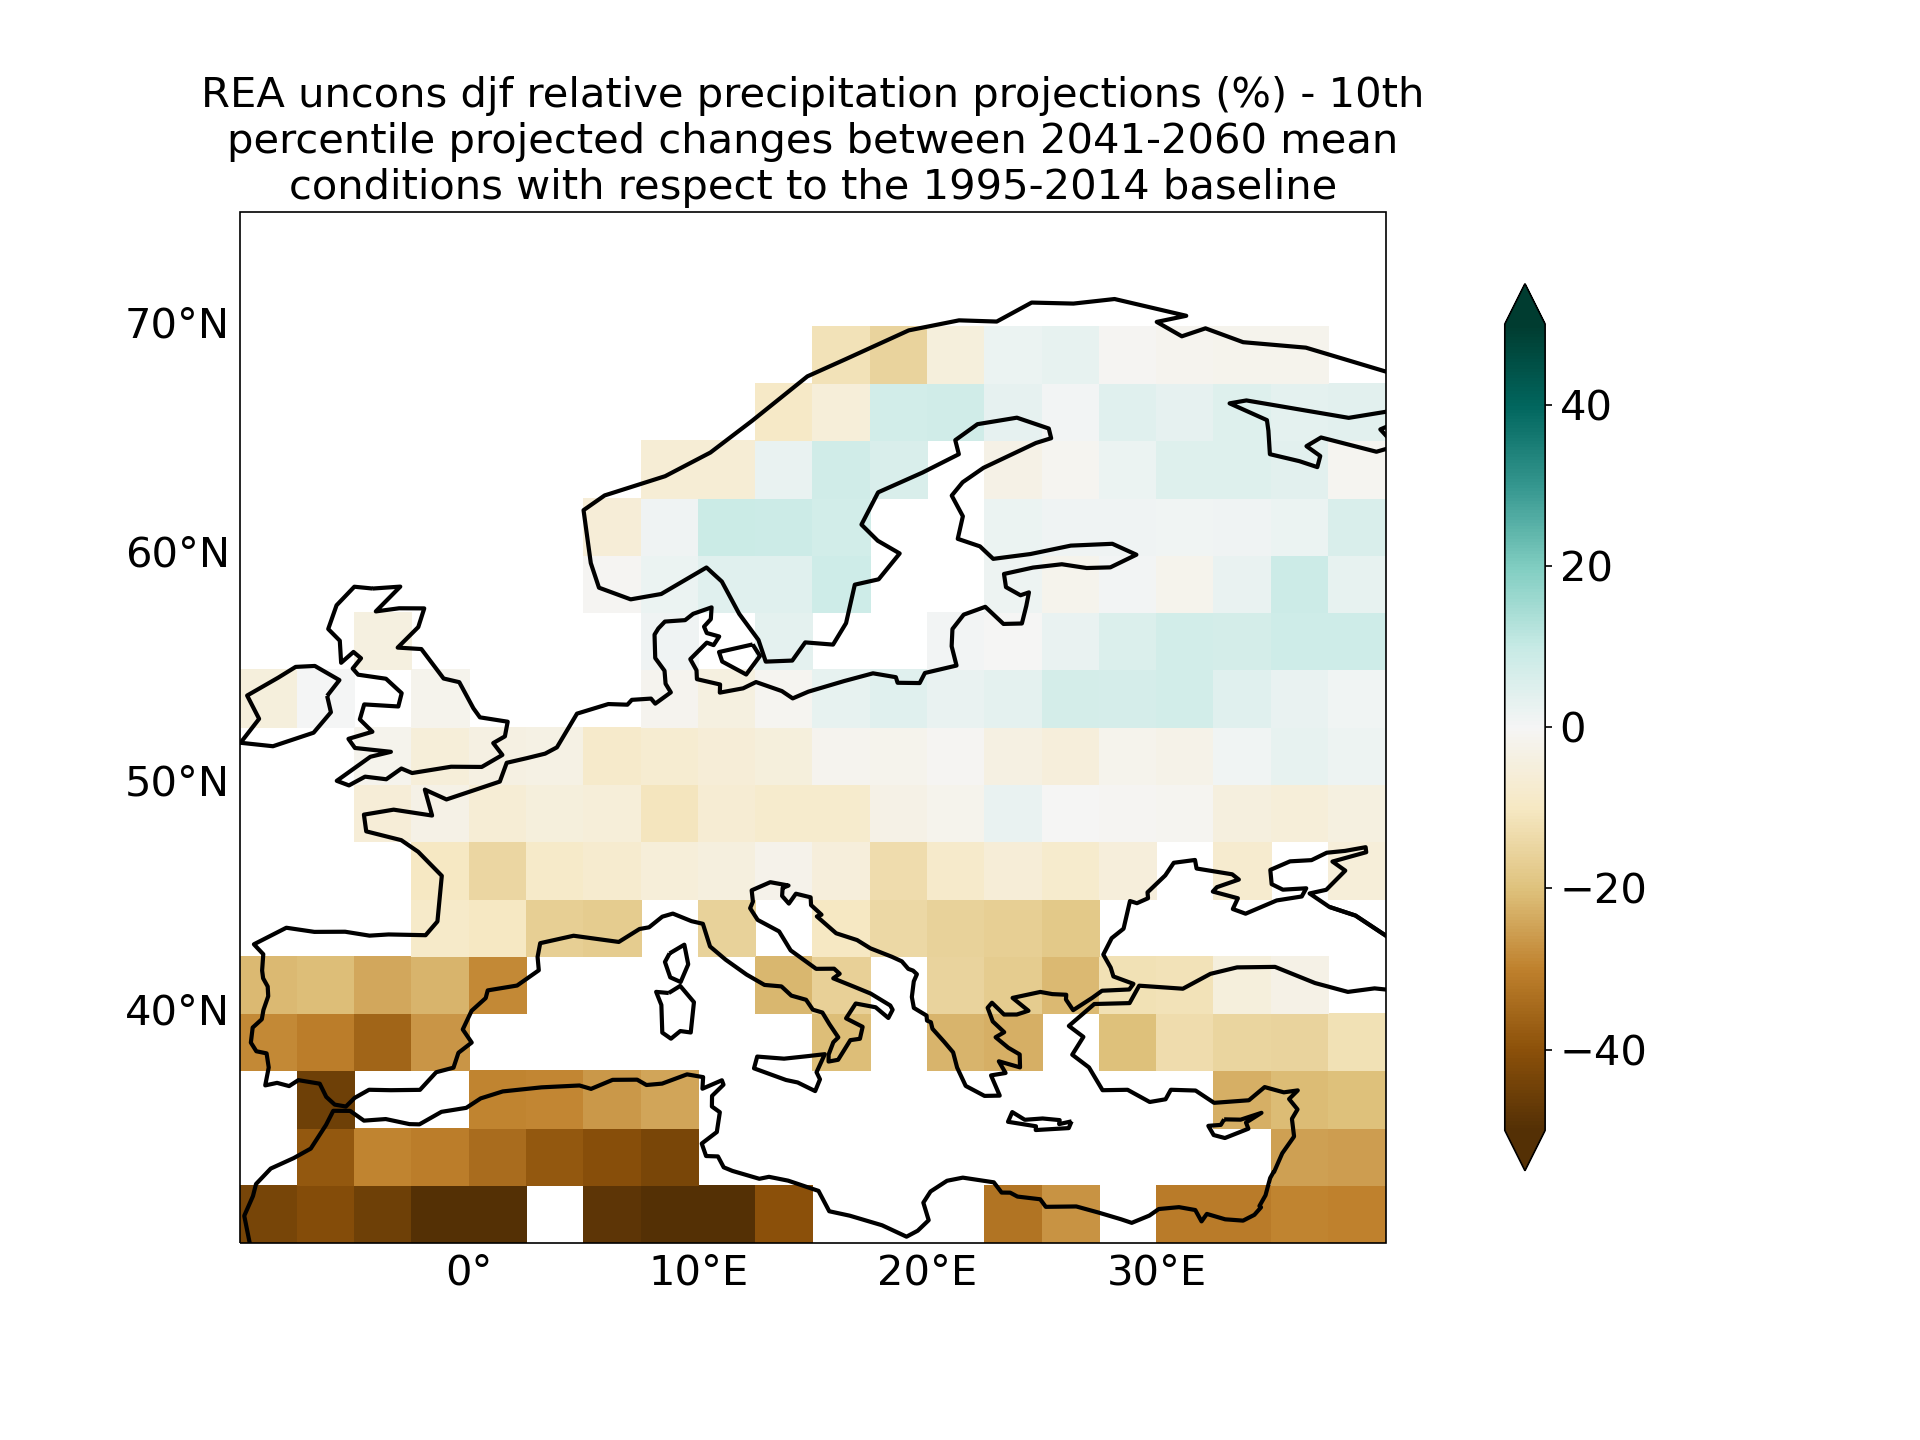 REA uncons djf relative precipitation projections (%) - 10th
percentile projected changes between 2041-2060 mean
conditions with respect to the 1995-2014 baseline
70°N
60°N
50°N
40°N
0°
10°E
20°E
30°E
40
20
0
−20
−40